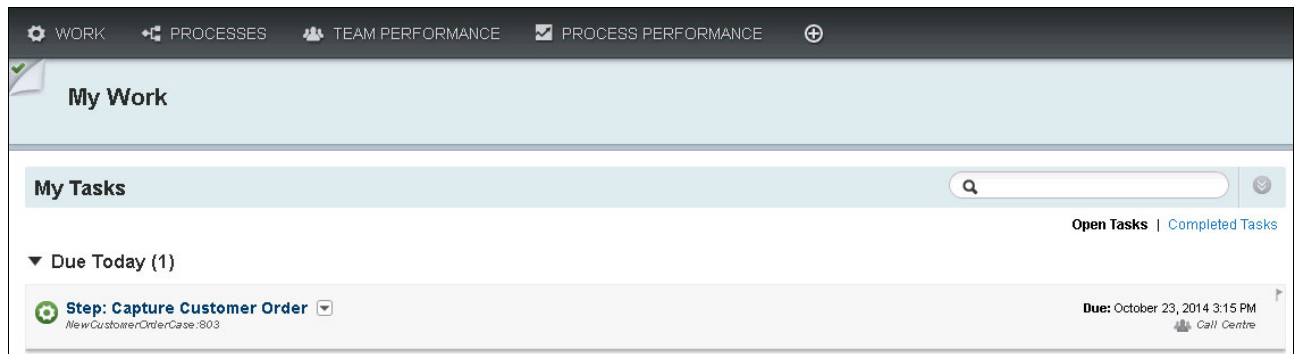 WORK PROCESSES TEAM PERFORMANCE PROCESS PERFORMANCE
My Work
My Tasks
Open Tasks | Completed Tasks
Due Today (1)
Step: Capture Customer Order Due: October 23, 2014 3:15 PM
NewCustomerOrderCase:803 Call Centre